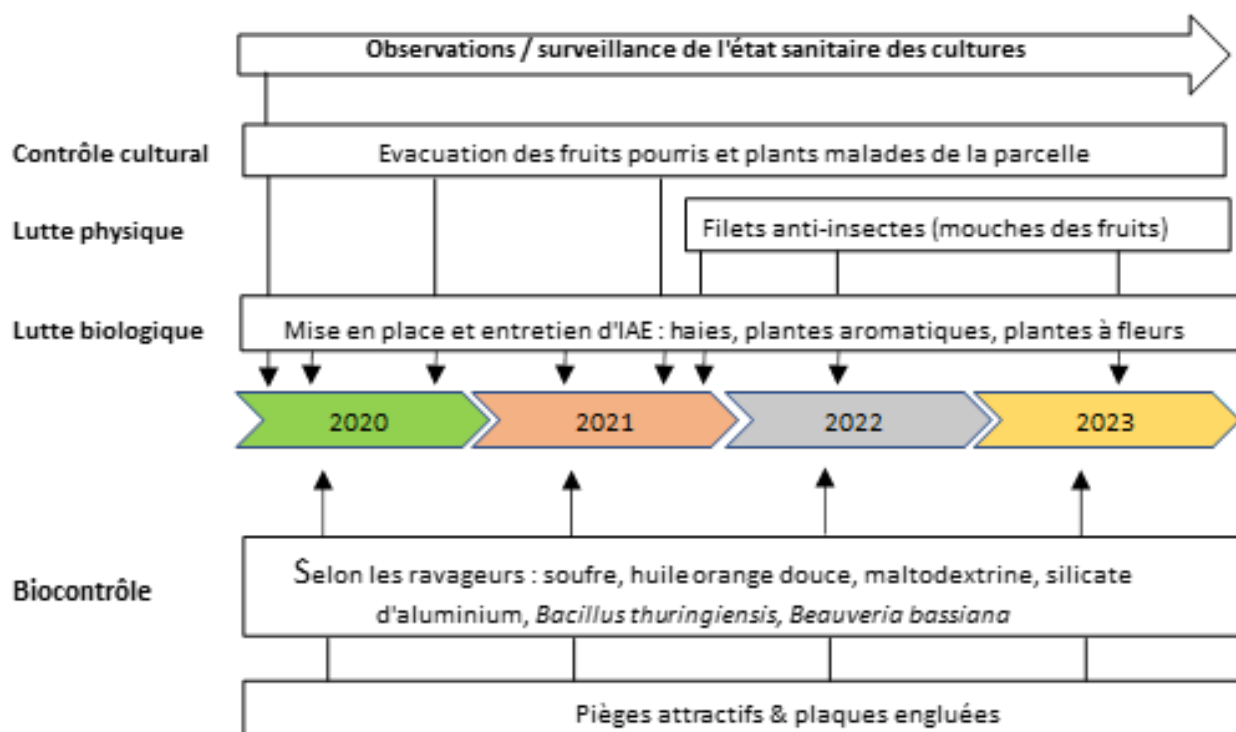 Observations / surveillance de l'état sanitaire des cultures
Contrôle cultural
Evacuation des fruits pourris et plants malades de la parcelle
Lutte physique
Filets anti-insectes (mouches des fruits)
Lutte biologique
Mise en place et entretien d'IAE : haies, plantes aromatiques, plantes à fleurs
2020
2021
2022
2023
Biocontrôle
Selon les ravageurs : soufre, huile orange douce, maltodextrine, silicate
d'aluminium, Bacillus thuringiensis, Beauveria bassiana
Pièges attractifs & plaques engluées